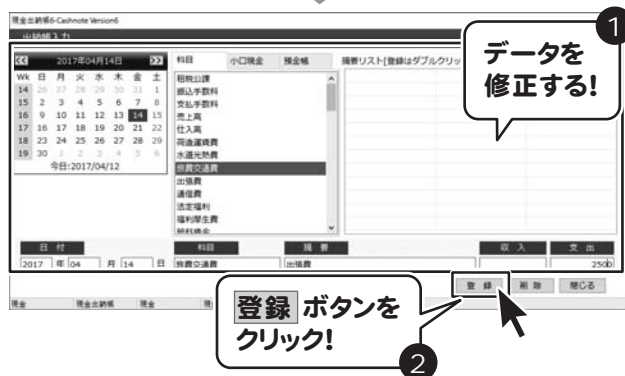 現金出納帳6-Cashnote Version6
出納帳入力
2017年04月14日
Wk 日 月 火 水 木 金 土
14 26 27 28 29 30 31 1
15 2 3 4 5 6 7 8
16 9 10 11 12 13 14 15
17 16 17 18 19 20 21 22
18 23 24 25 26 27 28 29
19 30 1 2 3 4 5 6
今日:2017/04/12
科目 小口現金 預金帳 摘要リスト[登録はダブルクリッ
租税公課
振込手数料
支払手数料
売上高
仕入高
荷造運賃費
水道光熱費
旅費交通費
出張費
通信費
法定福利
福利厚生費
1
データを
修正する!
日 付 科目 摘 要 収 入 支 出
2017 年 04 月 14 日 旅費交通費 出張費 2500
登 録 削 除 閉じる
現金 現金出納帳 現金
登録 ボタンを
クリック!
2